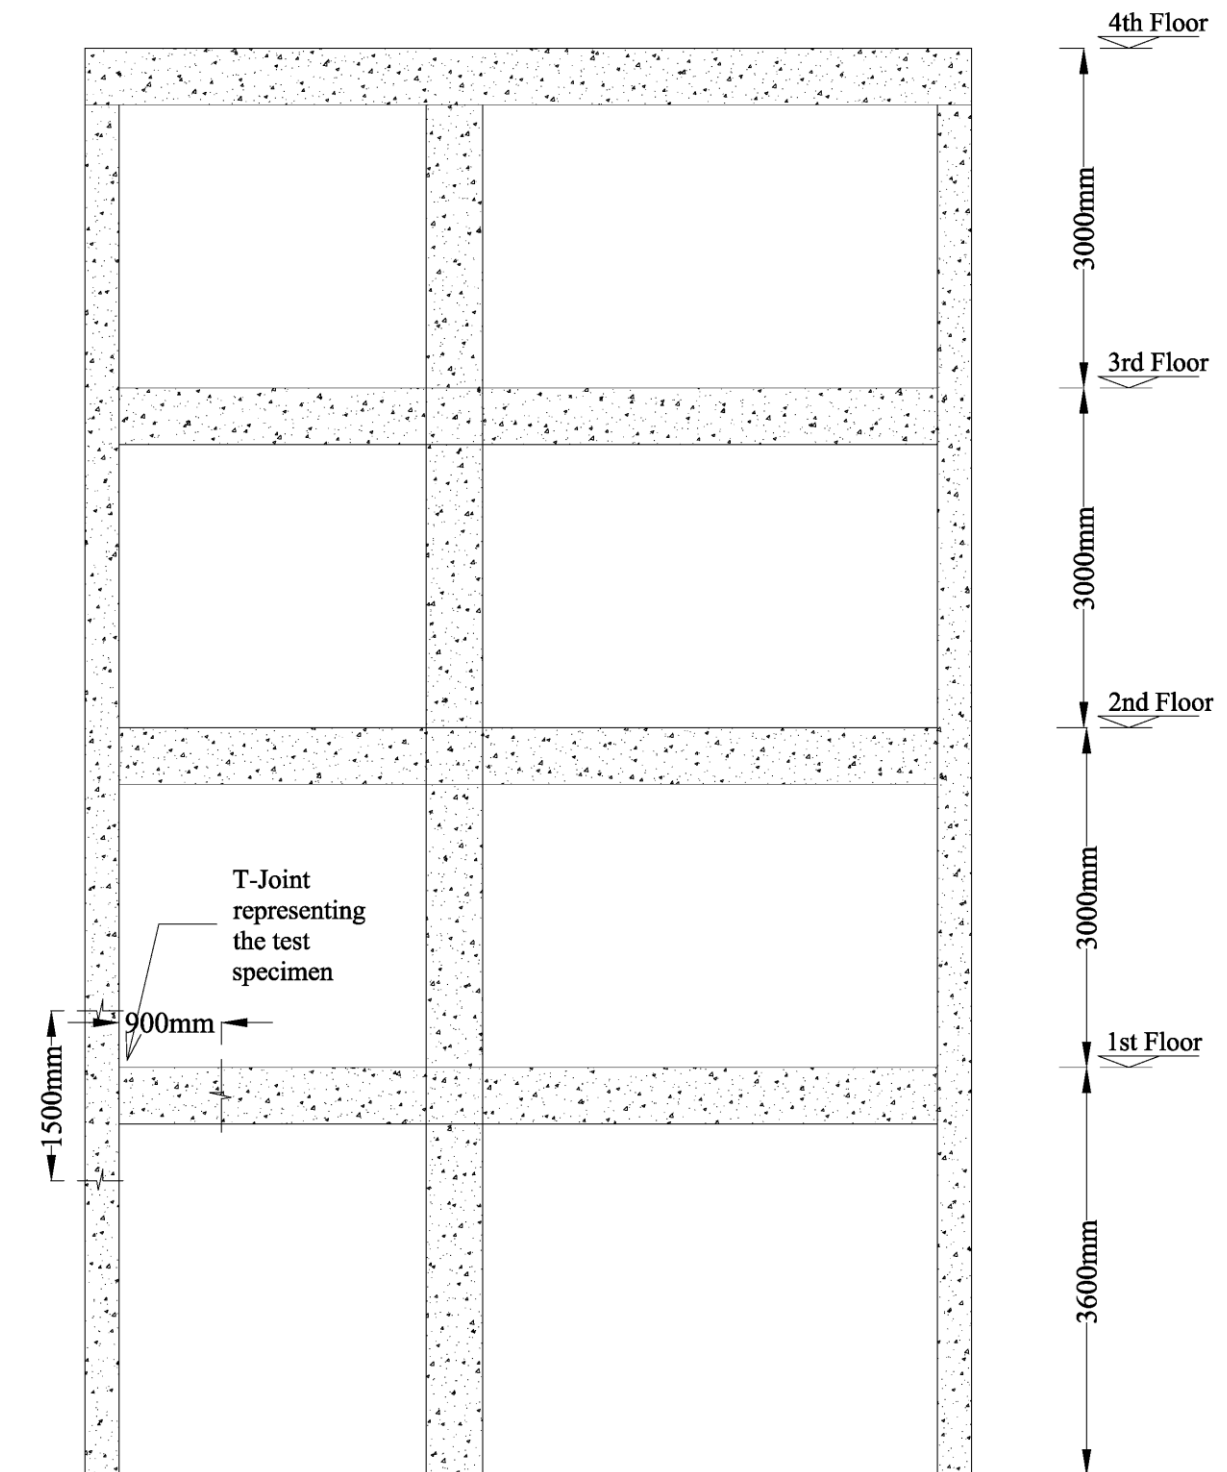 4th Floor
3000mm
3rd Floor
3000mm
2nd Floor
3000mm
T-Joint
representing
the test
specimen
900mm
1st Floor
1500mm
3600mm